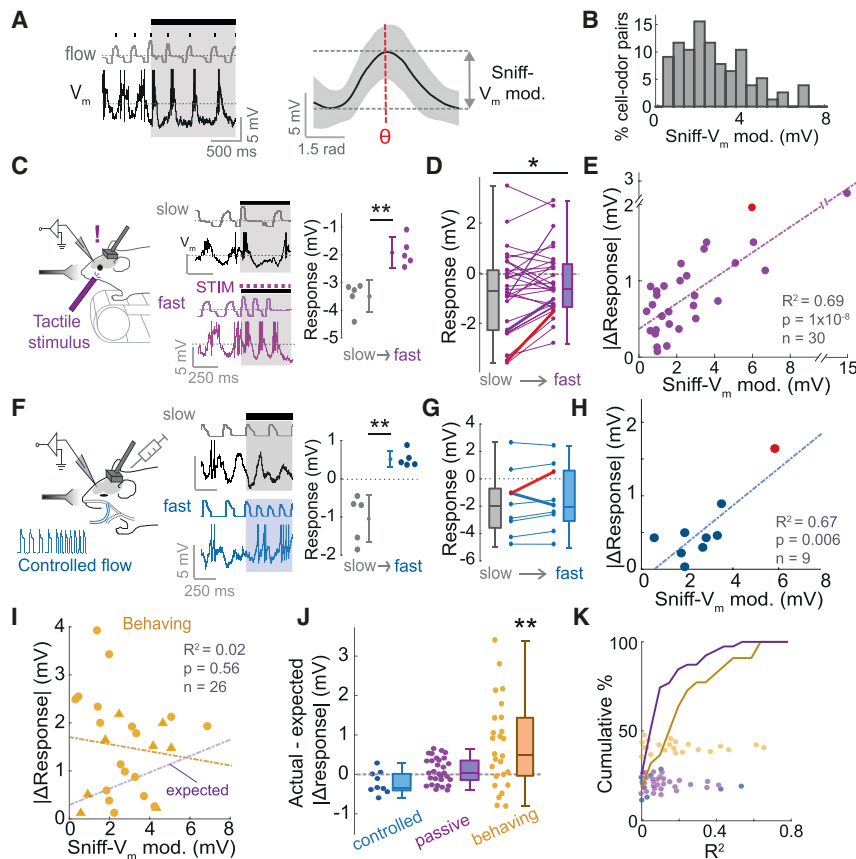 A
flow
Vm
5 mV
500 ms
5 mV
1.5 rad
θ
Sniff-
Vm mod.
B
% cell-odor pairs
0
5
10
15
0
4
8
Sniff-Vm mod. (mV)
C
!
Tactile
stimulus
slow
Vm
STIM
fast
5 mV
250 ms
Response (mV)
**
0
-1
-2
-3
-4
-5
slow → fast
D
*
Response (mV)
2
0
-2
slow → fast
E
|ΔResponse| (mV)
3
2
1
0
0
2
4
6
15
R² = 0.69
p = 1x10⁻⁸
n = 30
Sniff-Vm mod. (mV)
F
Controlled flow
slow
fast
5 mV
250 ms
Response (mV)
**
1
0
-1
-2
slow → fast
G
Response (mV)
4
2
0
-2
-4
-6
slow → fast
H
|ΔResponse| (mV)
2
1
0
0
4
8
R² = 0.67
p = 0.006
n = 9
Sniff-Vm mod. (mV)
I
Behaving
|ΔResponse| (mV)
4
3
2
1
0
R² = 0.02
p = 0.56
n = 26
expected
0
2
4
6
8
Sniff-Vm mod. (mV)
J
Actual - expected
|Δresponse| (mV)
3
2
1
0
-1
**
controlled
passive
behaving
K
Cumulative %
100
50
0
0
0.4
0.8
R²